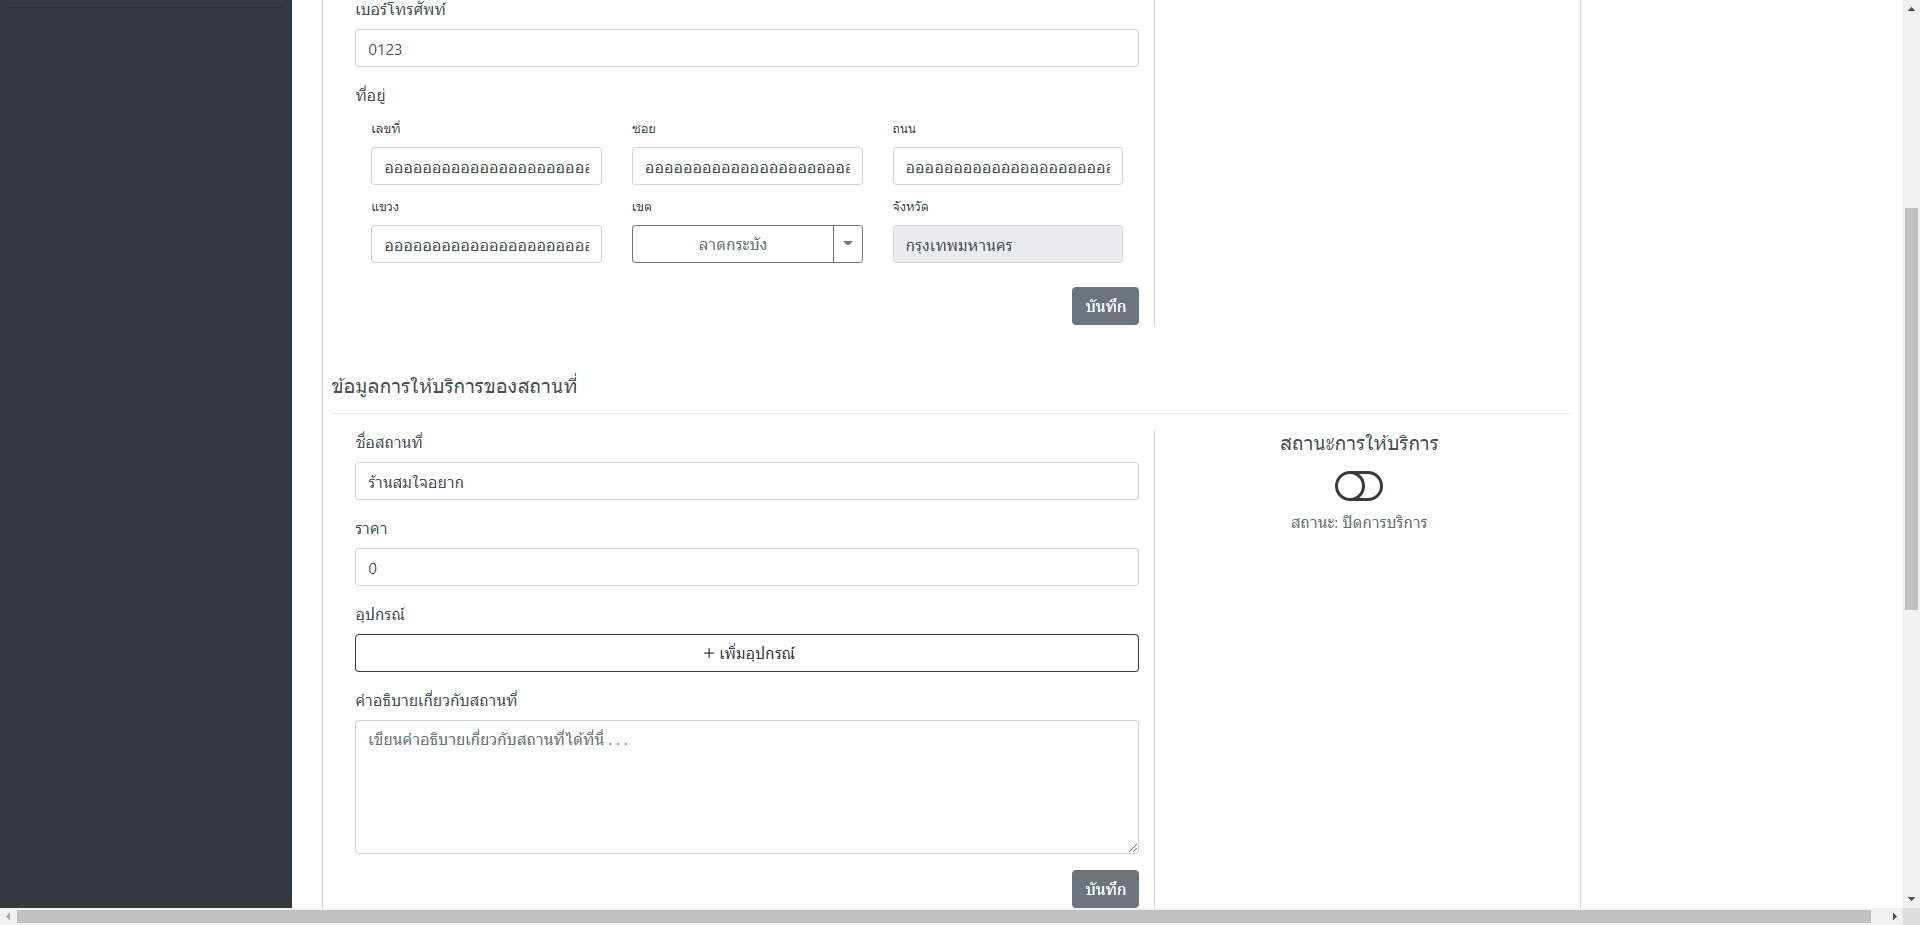 เบอร์โทรศัพท์
0123
ที่อยู่
เลขที่ ซอย ถนน
แขวง เขต จังหวัด
ลาดกระบัง กรุงเทพมหานคร
บันทึก
ข้อมูลการให้บริการของสถานที่
ชื่อสถานที่
ร้านสมใจอยาก
สถานะการให้บริการ
สถานะ: ปิดการบริการ
ราคา
0
อุปกรณ์
+ เพิ่มอุปกรณ์
คำอธิบายเกี่ยวกับสถานที่
เขียนคำอธิบายเกี่ยวกับสถานที่ได้ที่นี่ . . .
บันทึก